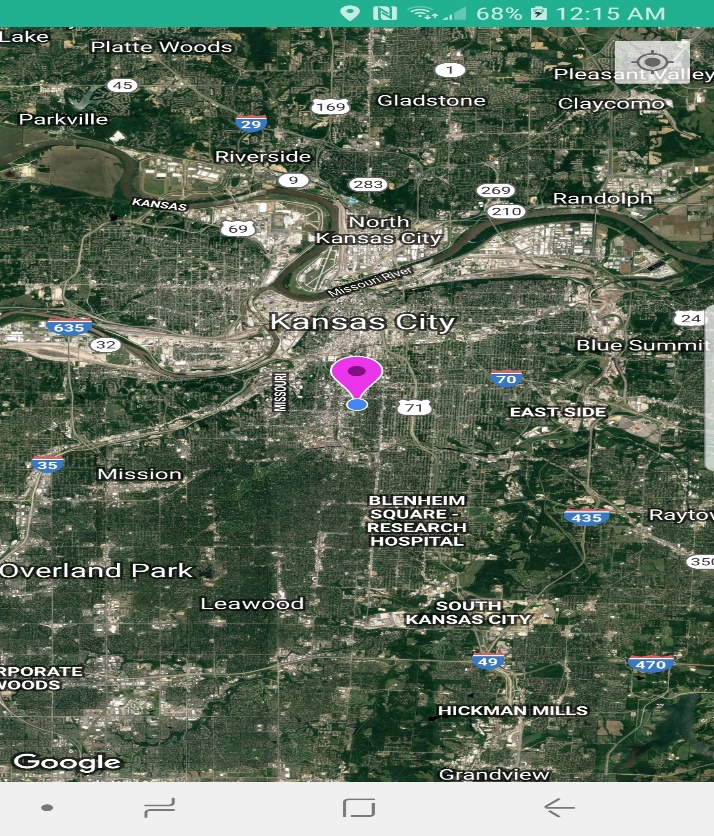 68% 12:15 AM
Lake
Platte Woods
Pleasant Valley
1
45
Gladstone
Claycomo
169
Parkville
29
Riverside
9
283
269
Randolph
KANSAS
210
69
North
Kansas City
Missouri River
Kansas City
24
635
32
Blue Summit
70
MISSOURI
71
EAST SIDE
35
Mission
BLENHEIM
SQUARE -
RESEARCH
HOSPITAL
435
Raytow
350
Overland Park
Leawood
SOUTH
KANSAS CITY
49
470
RPORATE
WOODS
HICKMAN MILLS
Google
Grandview